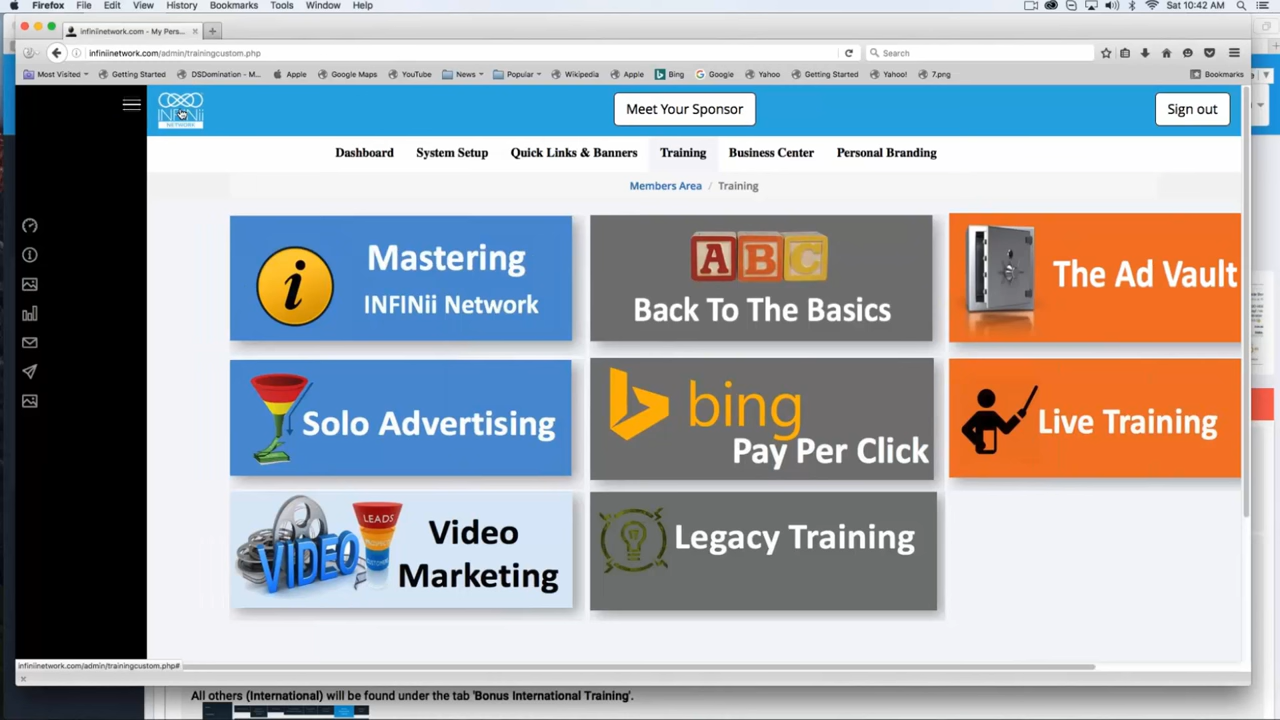 Firefox File Edit View History Bookmarks Tools Window Help Sat 10:42 AM
infiniinetwork.com - My Pers...
infiniinetwork.com/admin/trainingcustom.php Search
Most Visited Getting Started DSDomination - M... Apple Google Maps YouTube News Popular Wikipedia Apple Bing Google Yahoo Getting Started Yahoo! 7.png Bookmarks
INFINii
NETWORK
Meet Your Sponsor
Sign out
Dashboard System Setup Quick Links & Banners Training Business Center Personal Branding
Members Area / Training
Mastering
INFINii Network
A B C
Back To The Basics
The Ad Vault
Solo Advertising
bing
Pay Per Click
Live Training
VIDEO
LEADS
Video
Marketing
Legacy Training
infiniinetwork.com/admin/trainingcustom.php#
All others (International) will be found under the tab 'Bonus International Training'.